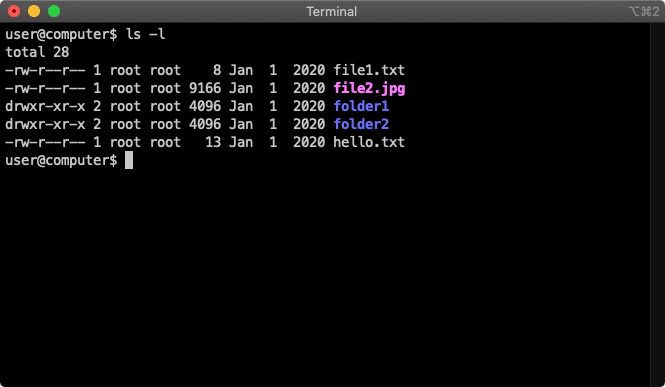 Terminal
⌥⌘2
user@computer$ ls -l
total 28
-rw-r--r-- 1 root root    8 Jan  1  2020 file1.txt
-rw-r--r-- 1 root root 9166 Jan  1  2020 file2.jpg
drwxr-xr-x 2 root root 4096 Jan  1  2020 folder1
drwxr-xr-x 2 root root 4096 Jan  1  2020 folder2
-rw-r--r-- 1 root root   13 Jan  1  2020 hello.txt
user@computer$